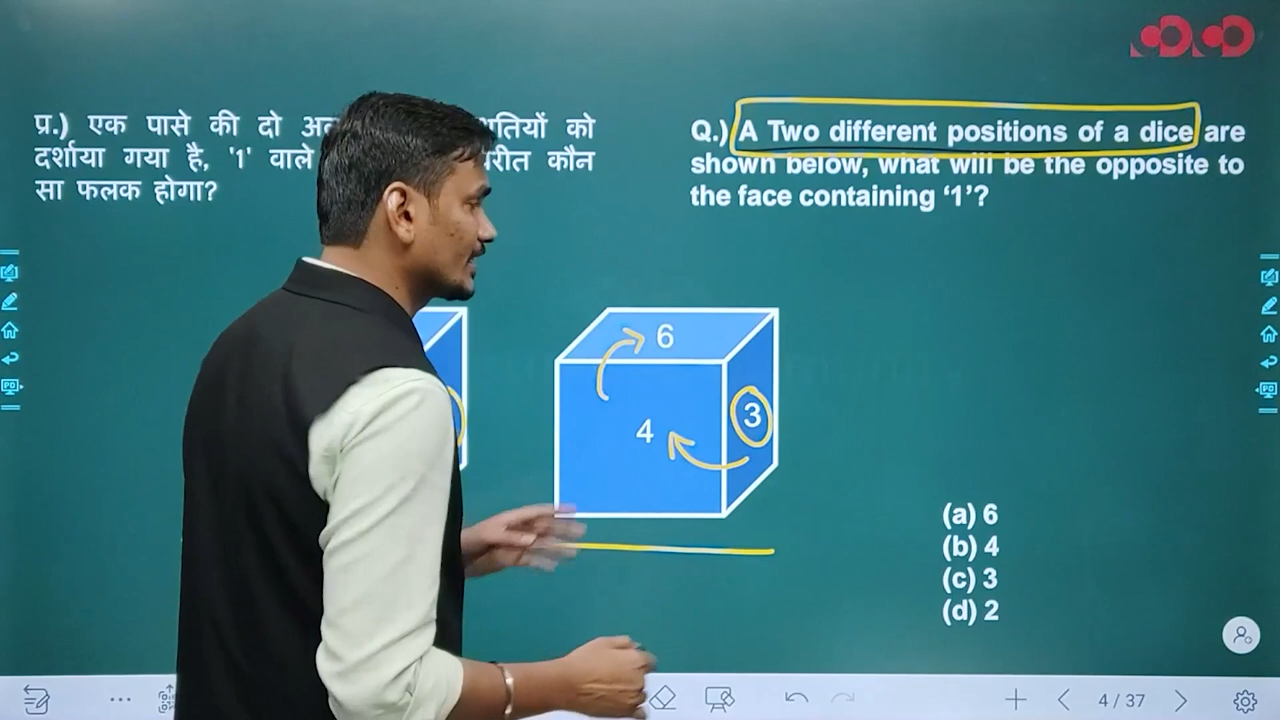 प्र.) एक पासे की दो को
दर्शाया गया है, '1' वाले कौन
सा फलक होगा?
Q.) A Two different positions of a dice are
shown below, what will be the opposite to
the face containing ‘1’?
6
4
3
(a) 6
(b) 4
(c) 3
(d) 2
4 / 37